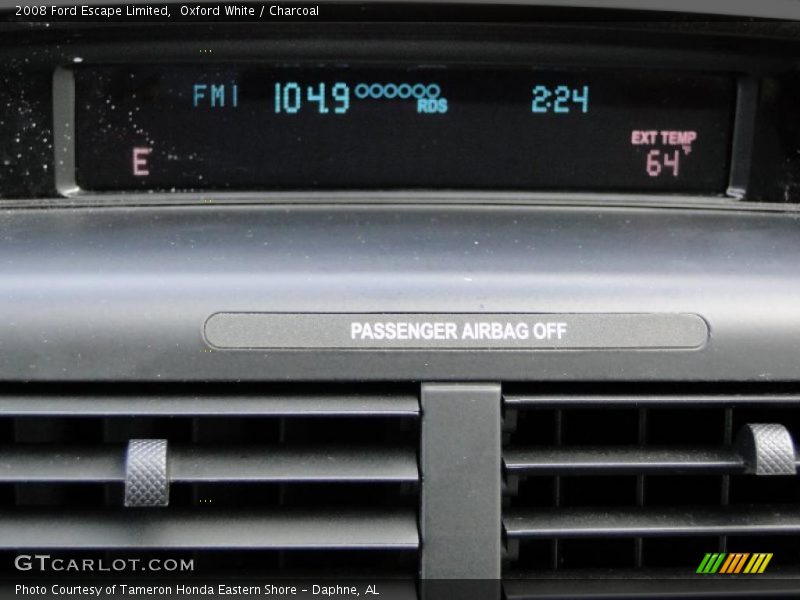 2008 Ford Escape Limited, Oxford White / Charcoal
FM1 104.9 RDS 2:24
E EXT TEMP
64°F
PASSENGER AIRBAG OFF
GTCARLOT.COM
Photo Courtesy of Tameron Honda Eastern Shore - Daphne, AL